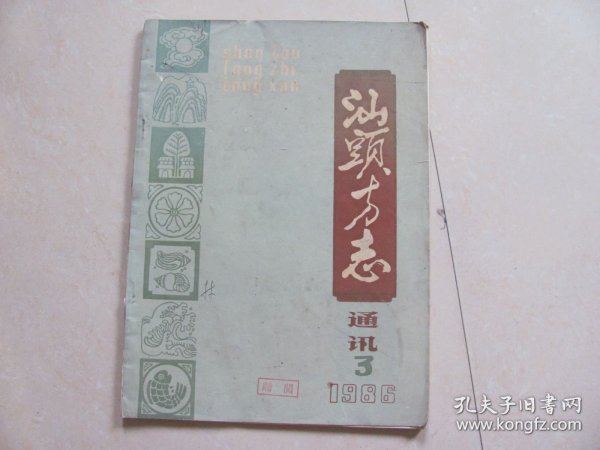 shan tou
fang zhi
tong xun
汕頭方志
通讯
3
1986
孔夫子旧书网
www.kongfz.com